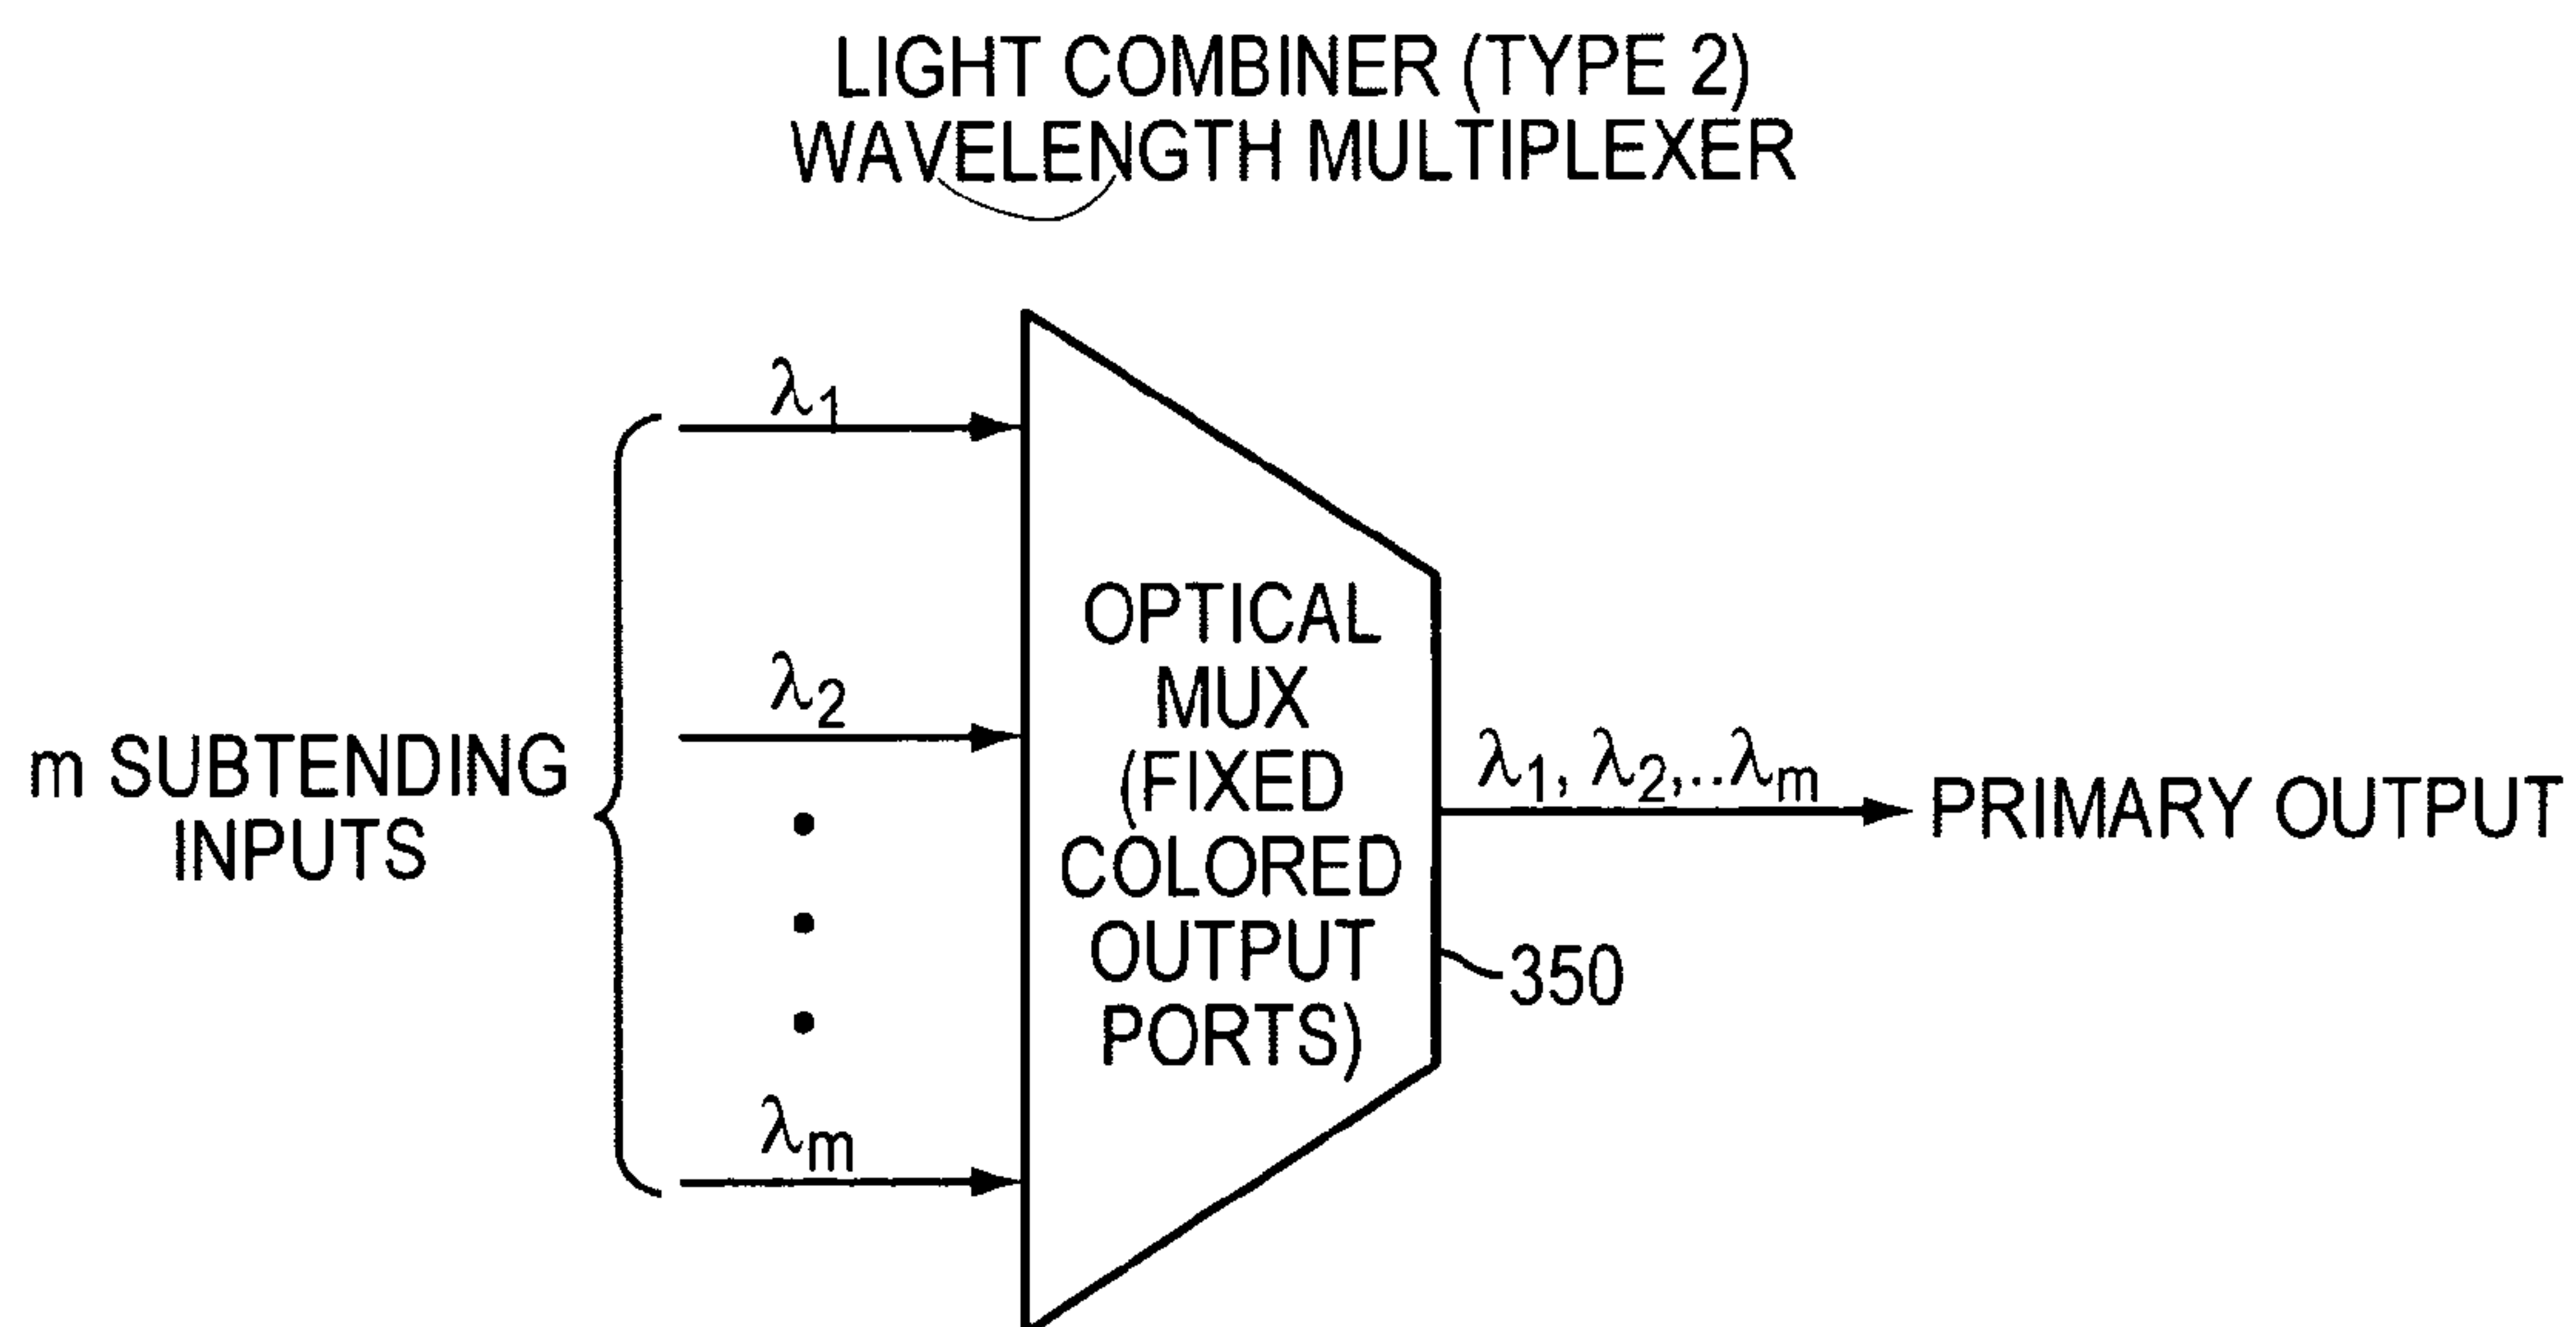 LIGHT COMBINER (TYPE 2)
WAVELENGTH MULTIPLEXER
λ1
λ2
λm
m SUBTENDING
INPUTS
OPTICAL
MUX
(FIXED
COLORED
OUTPUT
PORTS)
λ1, λ2,..λm
PRIMARY OUTPUT
350